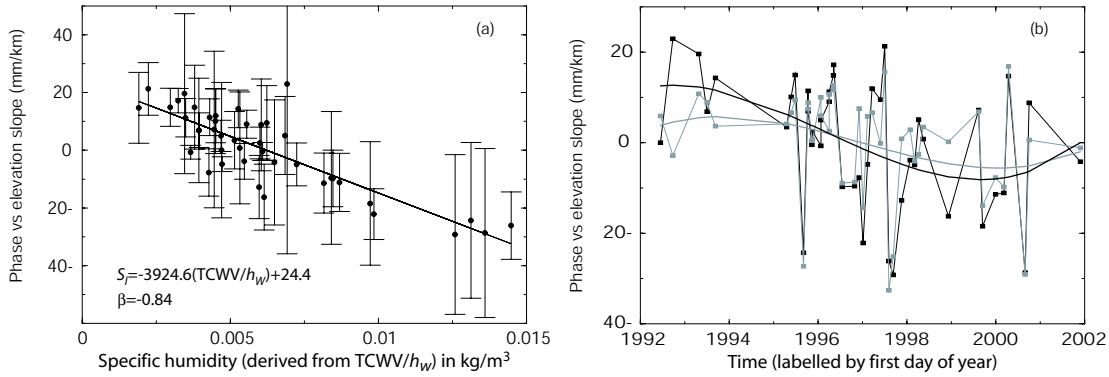 (a)
Phase vs elevation slope (mm/km)
40
20
0
20-
40-
S_I=-3924.6(TCWV/h_W)+24.4
β=-0.84
0
0.005
0.010
0.015
Specific humidity (derived from TCWV/h_W) in kg/m³
(b)
Phase vs elevation slope (mm/km)
20
0
20-
40-
1992
1994
1996
1998
2000
2002
Time (labelled by first day of year)